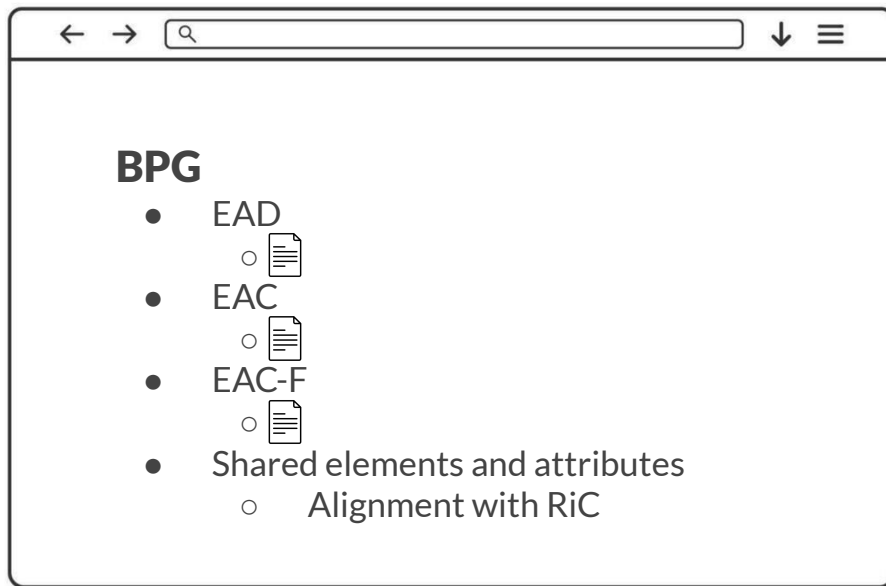 BPG
EAD
EAC
EAC-F
Shared elements and attributes
Alignment with RiC